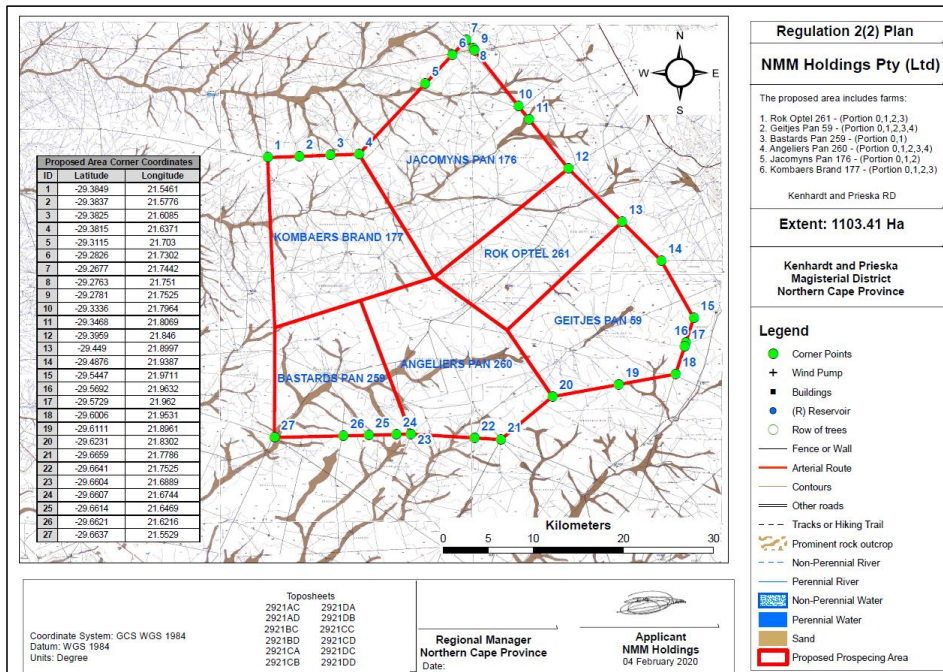 Regulation 2(2) Plan
NMM Holdings Pty (Ltd)
The proposed area includes farms:
1. Rok Optel 261 - (Portion 0,1,2,3)
2. Geitjes Pan 59 - (Portion 0,1,2,3,4)
3. Bastards Pan 259 - (Portion 0,1)
4. Angeliers Pan 260 - (Portion 0,1,2,3,4)
5. Jacomyns Pan 176 - (Portion 0,1,2)
6. Kombaers Brand 177 - (Portion 0,1,2,3)
Kenhardt and Prieska RD
Extent: 1103.41 Ha
Kenhardt and Prieska
Magisterial District
Northern Cape Province
Legend
Corner Points
Wind Pump
Buildings
(R) Reservoir
Row of trees
Fence or Wall
Arterial Route
Contours
Other roads
Tracks or Hiking Trail
Prominent rock outcrop
Non-Perennial River
Perennial River
Non-Perennial Water
Perennial Water
Sand
Proposed Prospecting Area
N
W E
S
1
2
3
4
5
6
7
8
9
10
11
12
13
14
15
16
17
18
19
20
21
22
23
24
25
26
27
JACOMYNS PAN 176
KOMBAERS BRAND 177
ROK OPTEL 261
GEITJES PAN 59
ANGELIERS PAN 260
BASTARDS PAN 259
Proposed Area Corner Coordinates
ID Latitude Longitude
1 -29.3849 21.5461
2 -29.3837 21.5776
3 -29.3825 21.6085
4 -29.3815 21.6371
5 -29.3115 21.703
6 -29.2826 21.7302
7 -29.2677 21.7442
8 -29.2763 21.751
9 -29.2781 21.7525
10 -29.3336 21.7964
11 -29.3468 21.8069
12 -29.3959 21.846
13 -29.449 21.8997
14 -29.4876 21.9387
15 -29.5447 21.9711
16 -29.5692 21.9632
17 -29.5729 21.962
18 -29.6006 21.9531
19 -29.6111 21.8961
20 -29.6231 21.8302
21 -29.6659 21.7786
22 -29.6641 21.7525
23 -29.6604 21.6889
24 -29.6607 21.6744
25 -29.6614 21.6469
26 -29.6621 21.6216
27 -29.6637 21.5529
Kilometers
0 5 10 20 30
Coordinate System: GCS WGS 1984
Datum: WGS 1984
Units: Degree
Toposheets
2921AC 2921DA
2921AD 2921DB
2921BC 2921CC
2921BD 2921CD
2921CA 2921DC
2921CB 2921DD
Regional Manager
Northern Cape Province
Date:
Applicant
NMM Holdings
04 February 2020